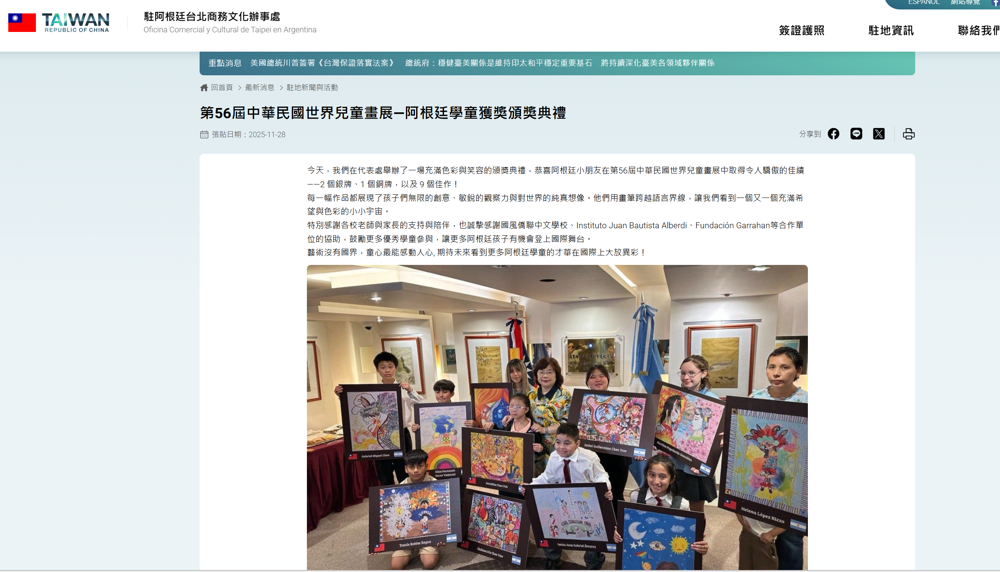 ESPAÑOL 網站導覽
TAIWAN
REPUBLIC OF CHINA
駐阿根廷台北商務文化辦事處
Oficina Comercial y Cultural de Taipei en Argentina
簽證護照 駐地資訊 聯絡我們
重點消息 美國總統川普簽署《台灣保證落實法案》 總統府：穩健臺美關係是維持印太和平穩定重要基石 將持續深化臺美各領域夥伴關係
回首頁 > 最新消息 > 駐地新聞與活動
第56屆中華民國世界兒童畫展—阿根廷學童獲獎頒獎典禮
張貼日期：2025-11-28
分享到
LINE
今天，我們在代表處舉辦了一場充滿色彩與笑容的頒獎典禮，恭喜阿根廷小朋友在第56屆中華民國世界兒童畫展中取得令人驕傲的佳績
——2 個銀牌、1 個銅牌，以及 9 個佳作！
每一幅作品都展現了孩子們無限的創意、敏銳的觀察力與對世界的純真想像。他們用畫筆跨越語言界線，讓我們看到一個又一個充滿希
望與色彩的小小宇宙。
特別感謝各校老師與家長的支持與陪伴，也誠摯感謝國風僑聯中文學校、Instituto Juan Bautista Alberdi、Fundación Garrahan等合作單
位的協助，鼓勵更多優秀學童參與，讓更多阿根廷孩子有機會登上國際舞台。
藝術沒有國界，童心最能感動人心, 期待未來看到更多阿根廷學童的才華在國際上大放異彩！
Gabriel Miguel Chen
Elías Fernando
Oscar Vedovali
Geraldine Chen Yeh
Isabel Guillermina Chen Yaw
Martina Papalardo González
Helena López Rizzo
Tomás Robles Reyna
Giuliana Iris Chen Yaw
Isaías Juan Gabriel Álvarez